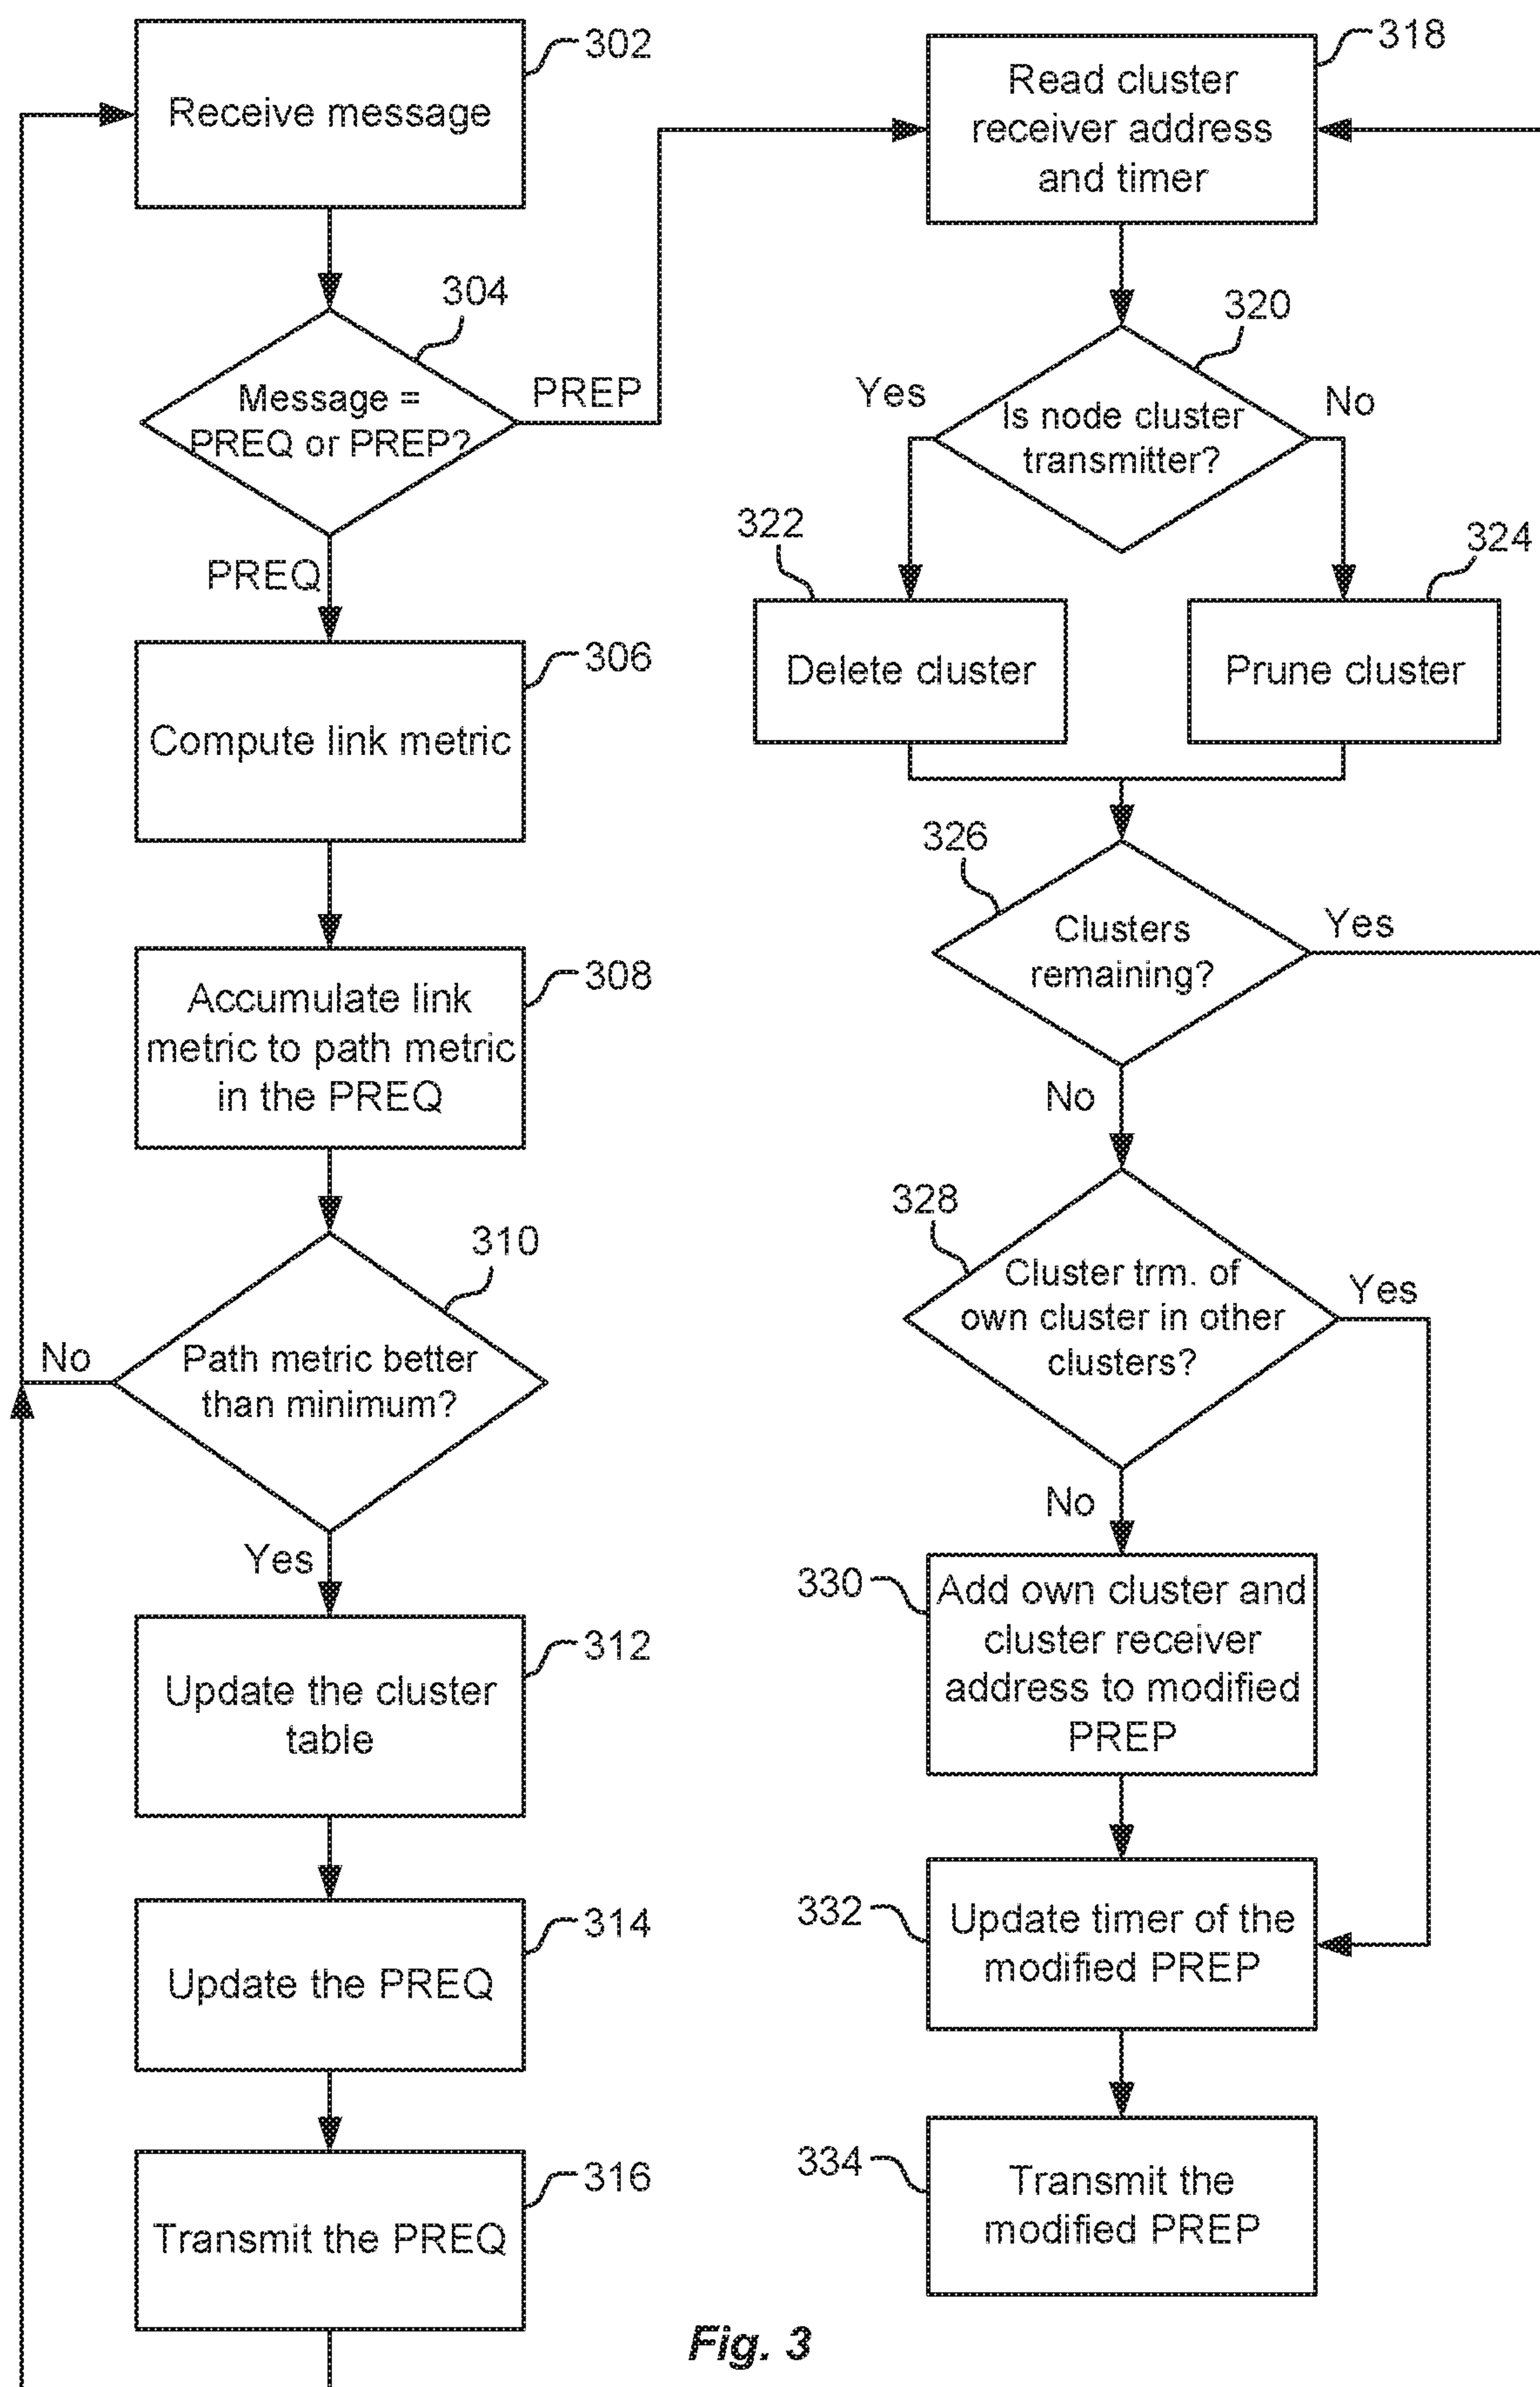 302
Receive message
304
Message =
PREQ or PREP?
PREP
PREQ
306
Compute link metric
308
Accumulate link
metric to path metric
in the PREQ
310
No
Path metric better
than minimum?
Yes
312
Update the cluster
table
314
Update the PREQ
316
Transmit the PREQ
318
Read cluster
receiver address
and timer
320
Yes
Is node cluster
transmitter?
No
322
Delete cluster
324
Prune cluster
326
Clusters
remaining?
Yes
No
328
Cluster trm. of
own cluster in other
clusters?
Yes
No
330
Add own cluster and
cluster receiver
address to modified
PREP
332
Update timer of the
modified PREP
334
Transmit the
modified PREP
Fig. 3